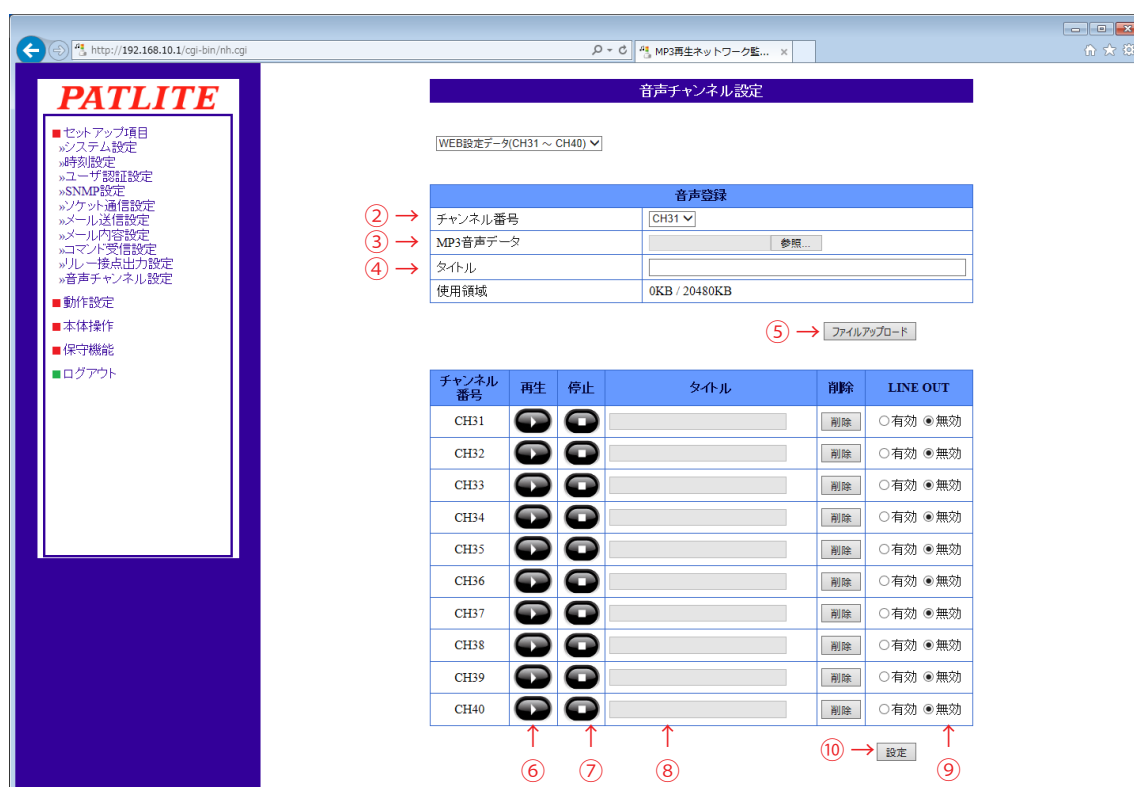 http://192.168.10.1/cgi-bin/nh.cgi
MP3再生ネットワーク監...
PATLITE
セットアップ項目
»システム設定
»時刻設定
»ユーザ認証設定
»SNMP設定
»ソケット通信設定
»メール送信設定
»メール内容設定
»コマンド受信設定
»リレー接点出力設定
»音声チャンネル設定
動作設定
本体操作
保守機能
ログアウト
音声チャンネル設定
WEB設定データ(CH31 ～ CH40)
音声登録
② → チャンネル番号 CH31
③ → MP3音声データ 参照...
④ → タイトル
使用領域 0KB / 20480KB
⑤ → ファイルアップロード
チャンネル番号 再生 停止 タイトル 削除 LINE OUT
CH31 削除 ○有効 ◉無効
CH32 削除 ○有効 ◉無効
CH33 削除 ○有効 ◉無効
CH34 削除 ○有効 ◉無効
CH35 削除 ○有効 ◉無効
CH36 削除 ○有効 ◉無効
CH37 削除 ○有効 ◉無効
CH38 削除 ○有効 ◉無効
CH39 削除 ○有効 ◉無効
CH40 削除 ○有効 ◉無効
⑩ → 設定
⑥ ⑦ ⑧ ⑨